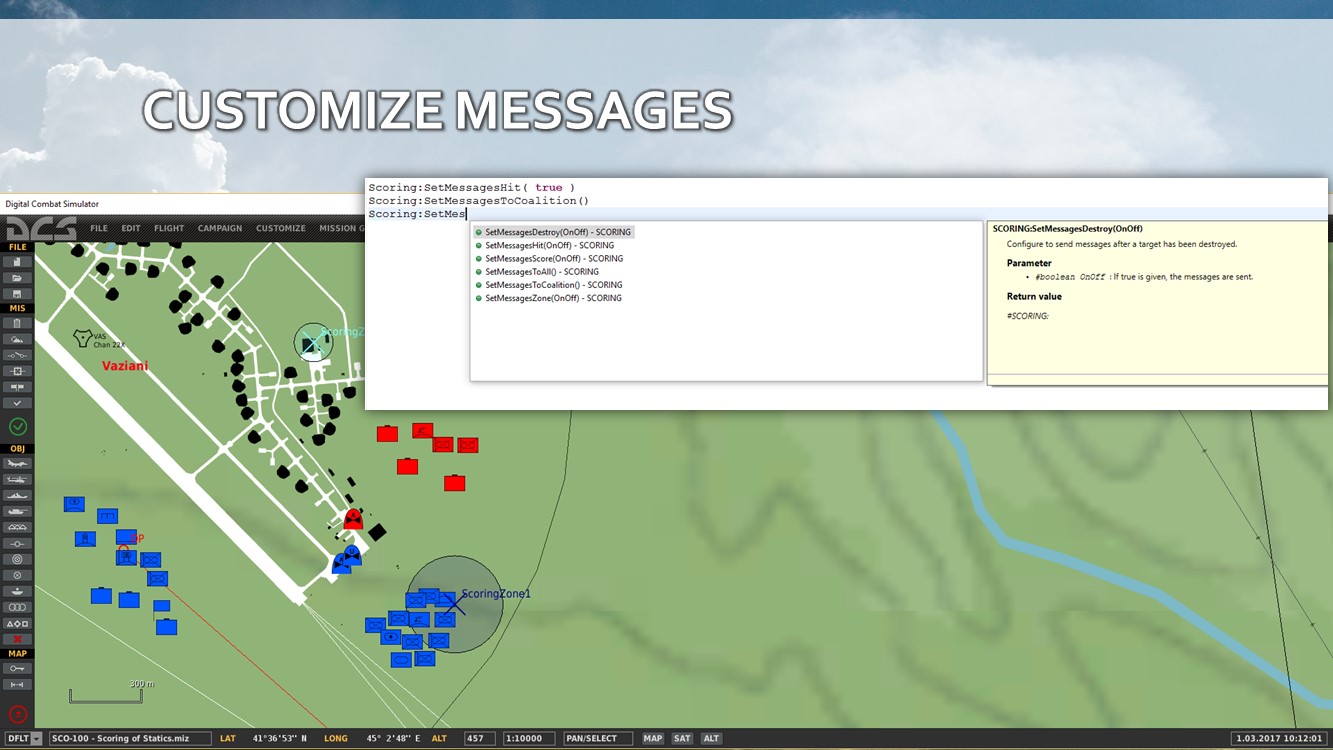 CUSTOMIZE MESSAGES
Scoring:SetMessagesHit( true )
Scoring:SetMessagesToCoalition()
Scoring:SetMes
Digital Combat Simulator
DCS FILE EDIT FLIGHT CAMPAIGN CUSTOMIZE MISSION G
SetMessagesDestroy(OnOff) - SCORING
SetMessagesHit(OnOff) - SCORING
SetMessagesScore(OnOff) - SCORING
SetMessagesToAll() - SCORING
SetMessagesToCoalition() - SCORING
SetMessagesZone(OnOff) - SCORING
SCORING:SetMessagesDestroy(OnOff)
Configure to send messages after a target has been destroyed.
Parameter
• #boolean OnOff : If true is given, the messages are sent.
Return value
#SCORING:
FILE
MIS
OBJ
MAP
VAS
Chan 22X
Vaziani
ScoringZ
ScoringZone1
300 m
DFLT SCO-100 - Scoring of Statics.miz LAT 41°36'53'' N LONG 45° 2'48'' E ALT 457 1:10000 PAN/SELECT MAP SAT ALT 1.03.2017 10:12:01